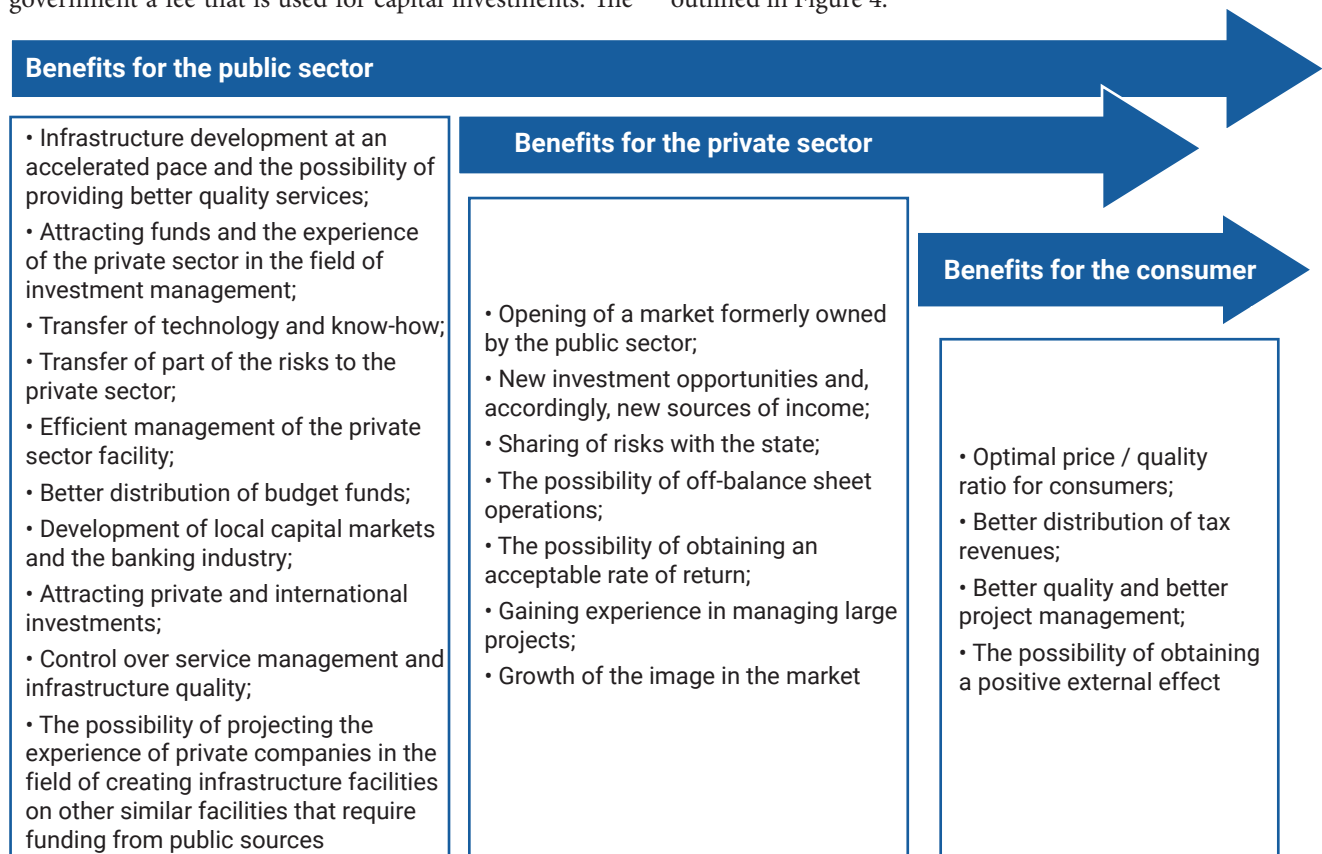 government a fee that is used for capital investments. The
outlined in Figure 4.
Benefits for the public sector
• Infrastructure development at an
accelerated pace and the possibility of
providing better quality services;
• Attracting funds and the experience
of the private sector in the field of
investment management;
• Transfer of technology and know-how;
• Transfer of part of the risks to the
private sector;
• Efficient management of the private
sector facility;
• Better distribution of budget funds;
• Development of local capital markets
and the banking industry;
• Attracting private and international
investments;
• Control over service management and
infrastructure quality;
• The possibility of projecting the
experience of private companies in the
field of creating infrastructure facilities
on other similar facilities that require
funding from public sources
Benefits for the private sector
• Opening of a market formerly owned
by the public sector;
• New investment opportunities and,
accordingly, new sources of income;
• Sharing of risks with the state;
• The possibility of off-balance sheet
operations;
• The possibility of obtaining an
acceptable rate of return;
• Gaining experience in managing large
projects;
• Growth of the image in the market
Benefits for the consumer
• Optimal price / quality
ratio for consumers;
• Better distribution of tax
revenues;
• Better quality and better
project management;
• The possibility of obtaining
a positive external effect